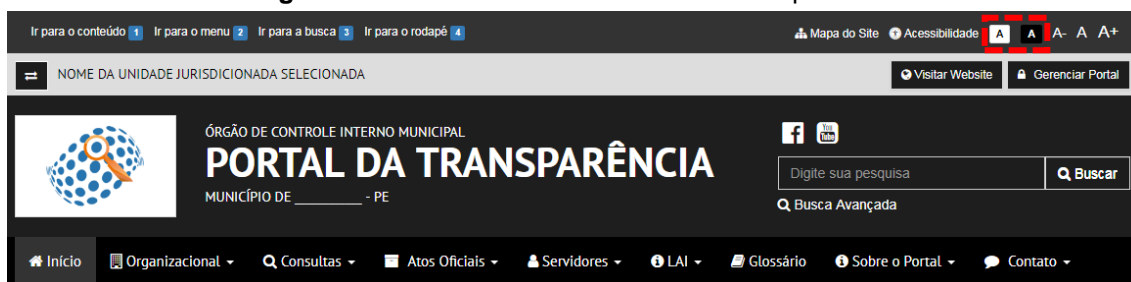 Ir para o conteúdo 1 Ir para o menu 2 Ir para a busca 3 Ir para o rodapé 4 Mapa do Site Acessibilidade A A A- A A+
NOME DA UNIDADE JURISDICIONADA SELECIONADA Visitar Website Gerenciar Portal
ÓRGÃO DE CONTROLE INTERNO MUNICIPAL
PORTAL DA TRANSPARÊNCIA
MUNICÍPIO DE __________ - PE
f You Tube
Digite sua pesquisa Buscar
Busca Avançada
Início Organizacional Consultas Atos Oficiais Servidores LAI Glossário Sobre o Portal Contato